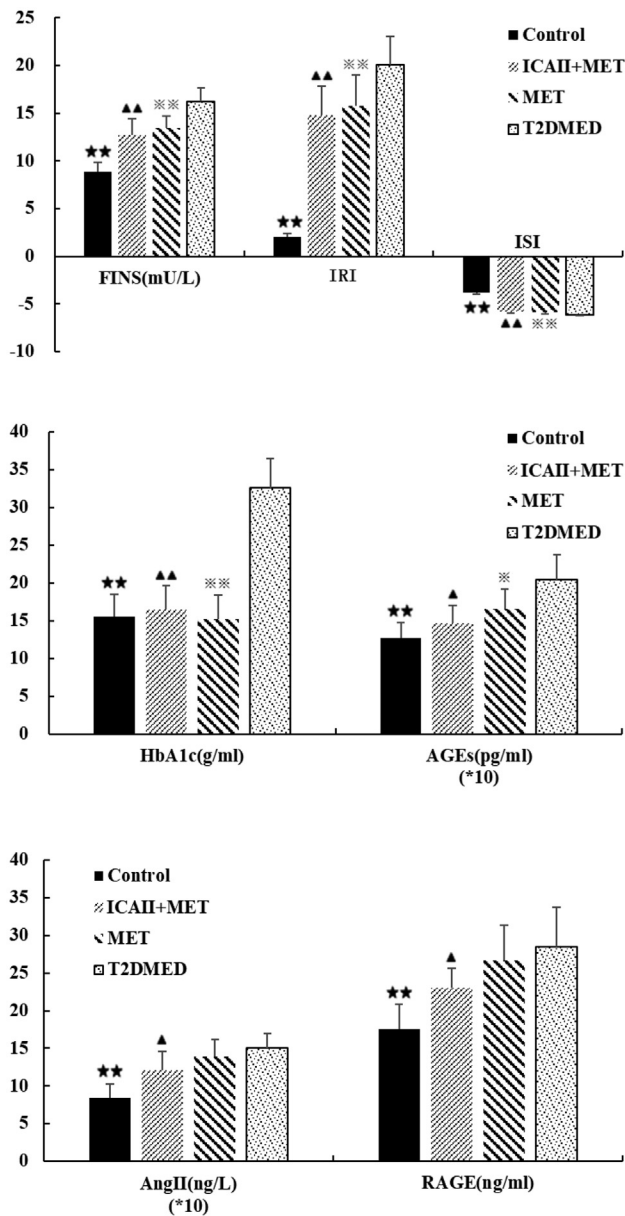 25
20
15
10
5
0
-5
-10
Control
ICAII+MET
MET
T2DMED
★★
▲▲
※※
★★
▲▲
※※
ISI
FINS(mU/L)
IRI
★★
▲▲
※※
40
35
30
25
20
15
10
5
0
Control
ICAII+MET
MET
T2DMED
★★
▲▲
※※
★★
▲
※
HbA1c(g/ml)
AGEs(pg/ml)
(*10)
40
35
30
25
20
15
10
5
0
Control
ICAII+MET
MET
T2DMED
★★
▲
★★
▲
AngII(ng/L)
(*10)
RAGE(ng/ml)